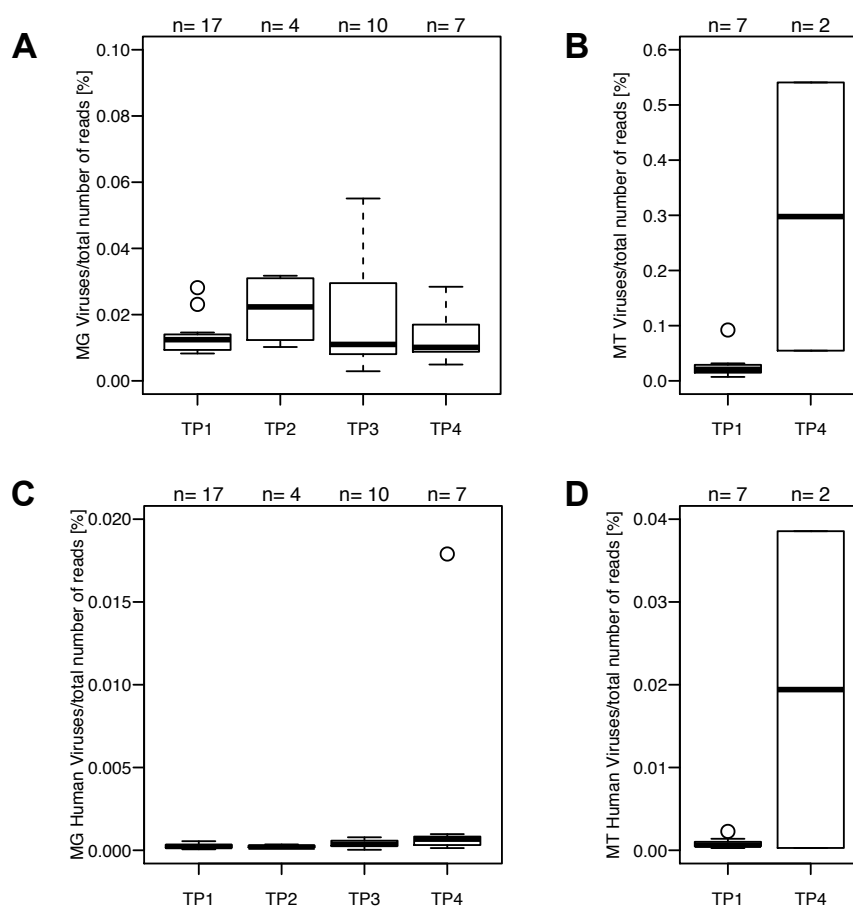 A
n= 17 n= 4 n= 10 n= 7
MG Viruses/total number of reads [%]
0.10
0.08
0.06
0.04
0.02
0.00
TP1 TP2 TP3 TP4
B
n= 7 n= 2
MT Viruses/total number of reads [%]
0.6
0.5
0.4
0.3
0.2
0.1
0.0
TP1 TP4
C
n= 17 n= 4 n= 10 n= 7
MG Human Viruses/total number of reads [%]
0.020
0.015
0.010
0.005
0.000
TP1 TP2 TP3 TP4
D
n= 7 n= 2
MT Human Viruses/total number of reads [%]
0.04
0.03
0.02
0.01
0.00
TP1 TP4